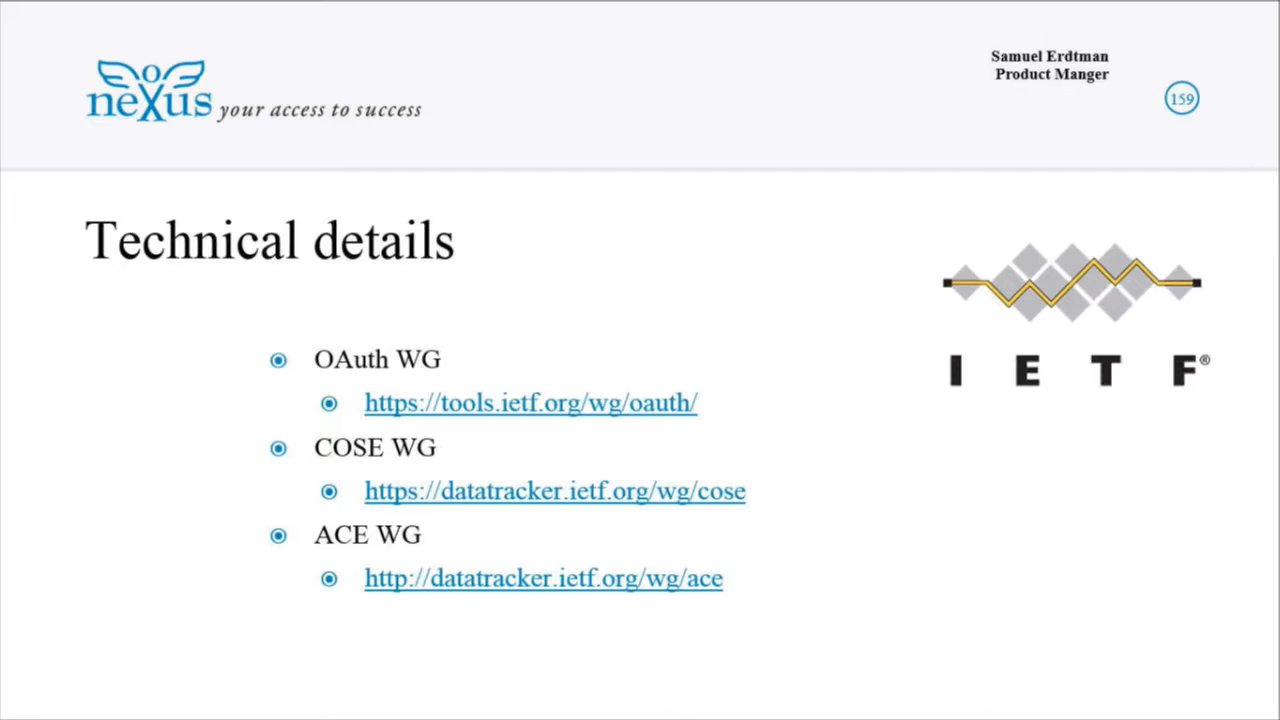 nexus your access to success
Samuel Erdtman
Product Manger
159
Technical details
OAuth WG
https://tools.ietf.org/wg/oauth/
COSE WG
https://datatracker.ietf.org/wg/cose
ACE WG
http://datatracker.ietf.org/wg/ace
I E T F®